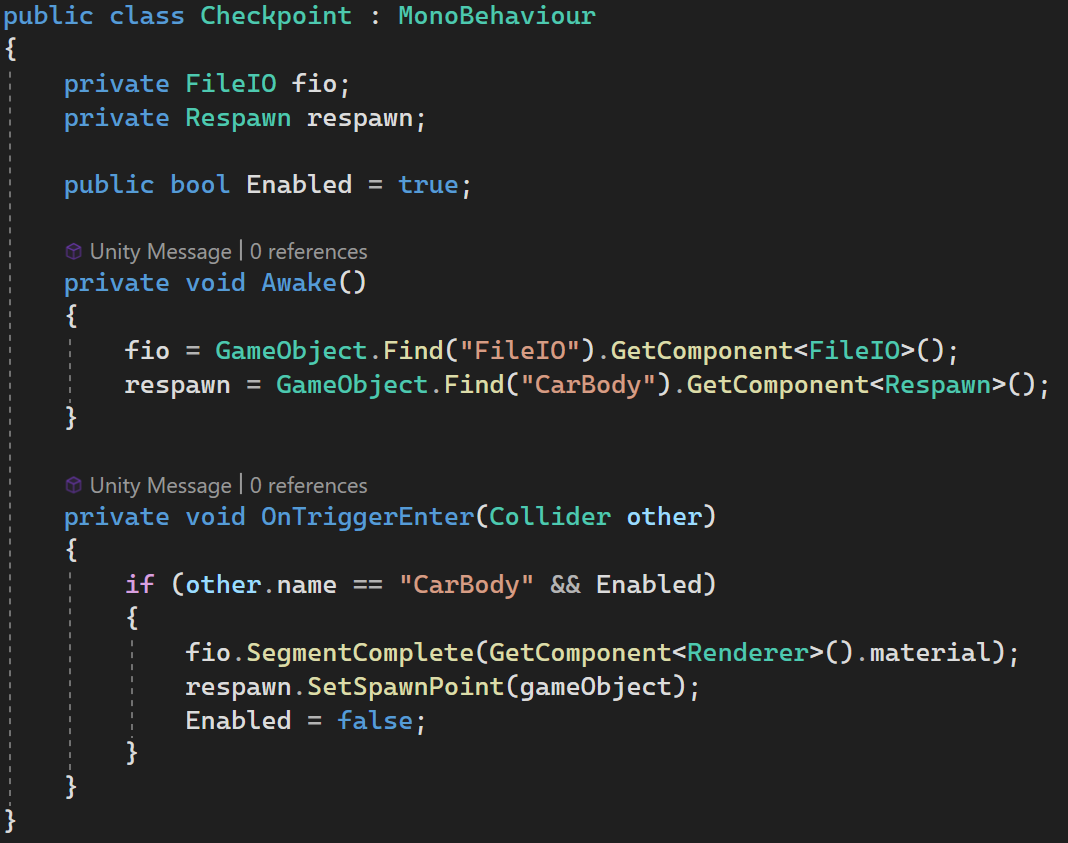 public class Checkpoint : MonoBehaviour
{
    private FileIO fio;
    private Respawn respawn;

    public bool Enabled = true;

    Unity Message | 0 references
    private void Awake()
    {
        fio = GameObject.Find("FileIO").GetComponent<FileIO>();
        respawn = GameObject.Find("CarBody").GetComponent<Respawn>();
    }

    Unity Message | 0 references
    private void OnTriggerEnter(Collider other)
    {
        if (other.name == "CarBody" && Enabled)
        {
            fio.SegmentComplete(GetComponent<Renderer>().material);
            respawn.SetSpawnPoint(gameObject);
            Enabled = false;
        }
    }
}